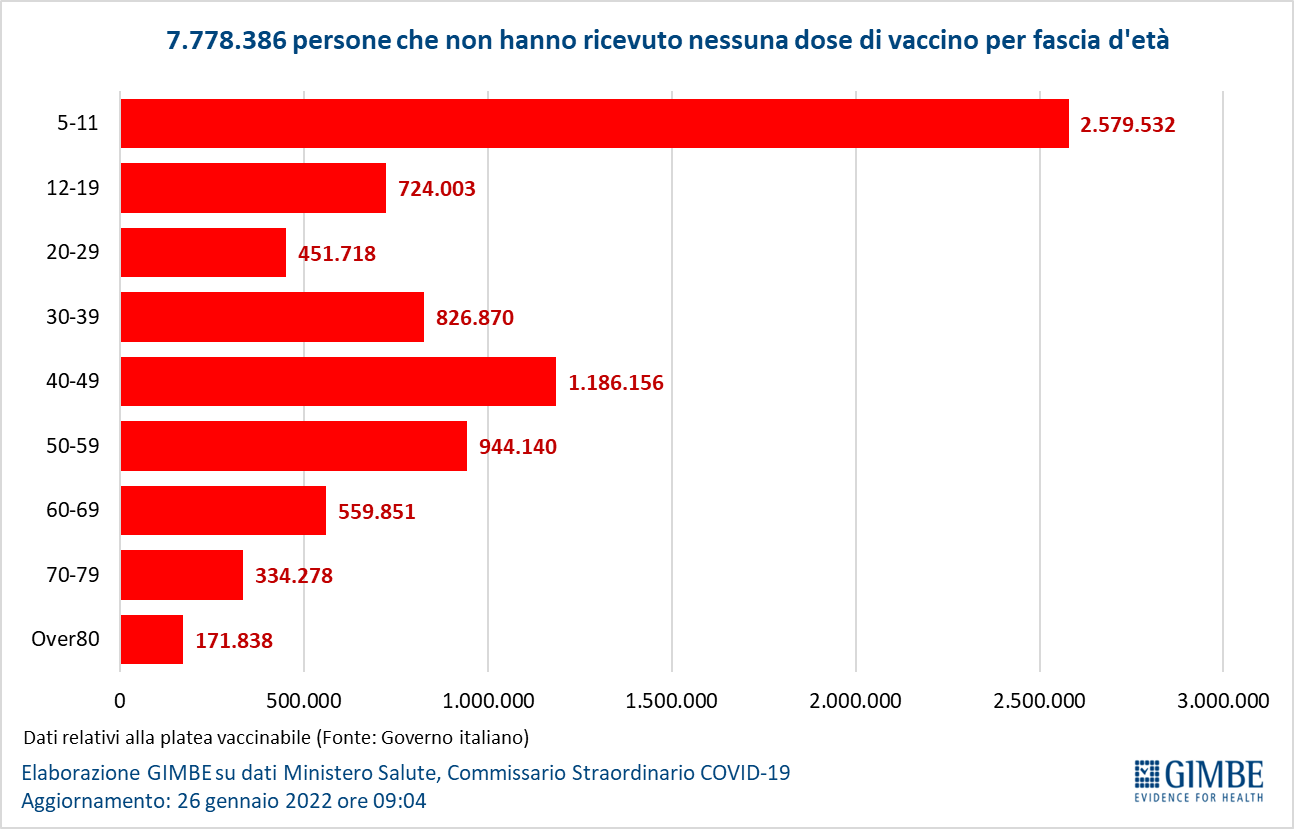 7.778.386 persone che non hanno ricevuto nessuna dose di vaccino per fascia d'età
5-11 2.579.532
12-19 724.003
20-29 451.718
30-39 826.870
40-49 1.186.156
50-59 944.140
60-69 559.851
70-79 334.278
Over80 171.838
0 500.000 1.000.000 1.500.000 2.000.000 2.500.000 3.000.000
Dati relativi alla platea vaccinabile (Fonte: Governo italiano)
Elaborazione GIMBE su dati Ministero Salute, Commissario Straordinario COVID-19
Aggiornamento: 26 gennaio 2022 ore 09:04
GIMBE
EVIDENCE FOR HEALTH